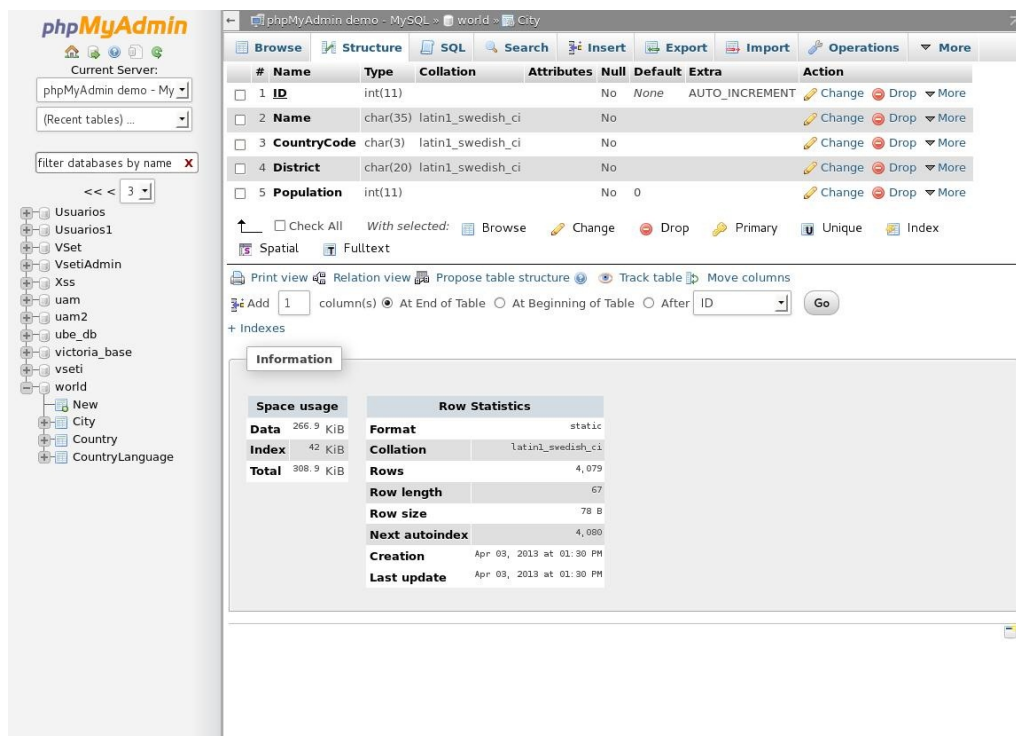 phpMyAdmin
Current Server:
phpMyAdmin demo - My
(Recent tables) ...
filter databases by name X
<< < 3
Usuarios
Usuarios1
VSet
VsetiAdmin
Xss
uam
uam2
ube_db
victoria_base
vseti
world
New
City
Country
CountryLanguage
← phpMyAdmin demo - MySQL » world » City
Browse Structure SQL Search Insert Export Import Operations More
# Name Type Collation Attributes Null Default Extra Action
1 ID int(11) No None AUTO_INCREMENT Change Drop More
2 Name char(35) latin1_swedish_ci No Change Drop More
3 CountryCode char(3) latin1_swedish_ci No Change Drop More
4 District char(20) latin1_swedish_ci No Change Drop More
5 Population int(11) No 0 Change Drop More
Check All With selected: Browse Change Drop Primary U Unique Index
S Spatial T Fulltext
Print view Relation view Propose table structure Track table Move columns
Add 1 column(s) At End of Table At Beginning of Table After ID Go
+ Indexes
Information
Space usage
Data 266.9 KiB
Index 42 KiB
Total 308.9 KiB
Row Statistics
Format static
Collation latin1_swedish_ci
Rows 4,079
Row length 67
Row size 78 B
Next autoindex 4,080
Creation Apr 03, 2013 at 01:30 PM
Last update Apr 03, 2013 at 01:30 PM